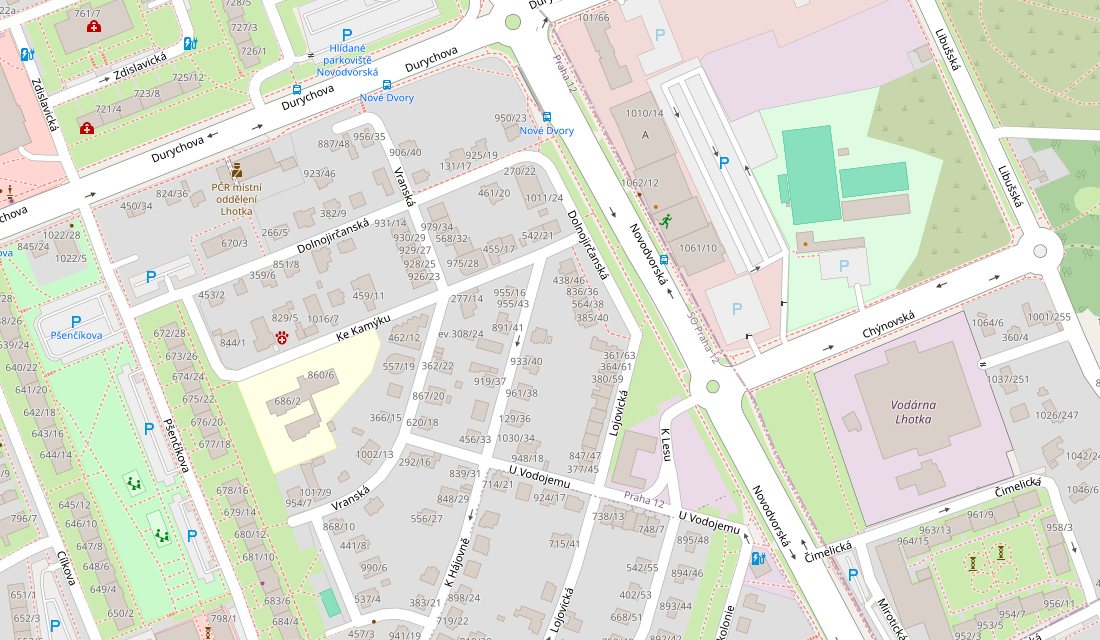 761/7
728/5
727/3
726/1
Zdislavická
725/12
723/8
721/4
Zdislavická
Hlídané
parkoviště
Novodvorská
Durychova
Durychova
Nové Dvory
Durychova
Nové Dvory
101/66
P
Praha 12
Libušská
1010/14
A
P
950/23
956/35
887/48
906/40
925/19
131/17
923/46
PČR místní
oddělení
Lhotka
824/36
450/34
270/22
1011/24
461/20
Vranská
382/9
266/5
670/3
Dolnojirčanská
931/14
979/34
568/32
930/29
929/27
928/25
926/23
975/28
455/17
542/21
Dolnojirčanská
1062/12
1061/10
Novodvorská
Libušská
1022/28
1022/5
845/24
P
P
Pšenčíkova
851/8
359/6
453/2
459/11
1016/7
829/5
844/1
Ke Kamýku
277/14
955/16
955/43
438/46
836/36
564/38
385/40
P
P
SO Praha 12
Chýnovská
1064/6
1001/255
640/22
641/20
642/18
643/16
644/14
672/28
673/26
674/24
675/22
676/20
677/18
860/6
686/2
462/12
ev.308/24
891/41
557/19
362/22
933/40
919/37
867/20
961/38
361/63
364/61
380/59
366/15
620/18
129/36
456/33
1030/34
1002/13
292/16
948/18
Lojovická
847/47
377/45
K Lesu
Vodárna
Lhotka
1037/251
1026/247
1042/24
1046/6
P
Pšenčíkova
954/7
1017/9
Vranská
839/31
714/21
U Vodojemu
924/17
Praha 12
U Vodojemu
Novodvorská
Čimelická
Čimelická
678/16
679/14
680/12
681/10
868/10
848/29
556/27
738/13
748/7
895/48
796/7
646/10
647/8
648/6
649/4
650/2
P
Cílkova
441/8
990/6
K Hájovně
715/41
542/55
894/46
963/13
964/15
961/9
958/3
P
651/1
652/3
653/5
P
683/6
537/4
383/21
898/24
719/22
402/53
893/44
892/42
Lojovická
kolonie
Mirotická
952/5
953/5
954/7
956/11
457/3
941/19